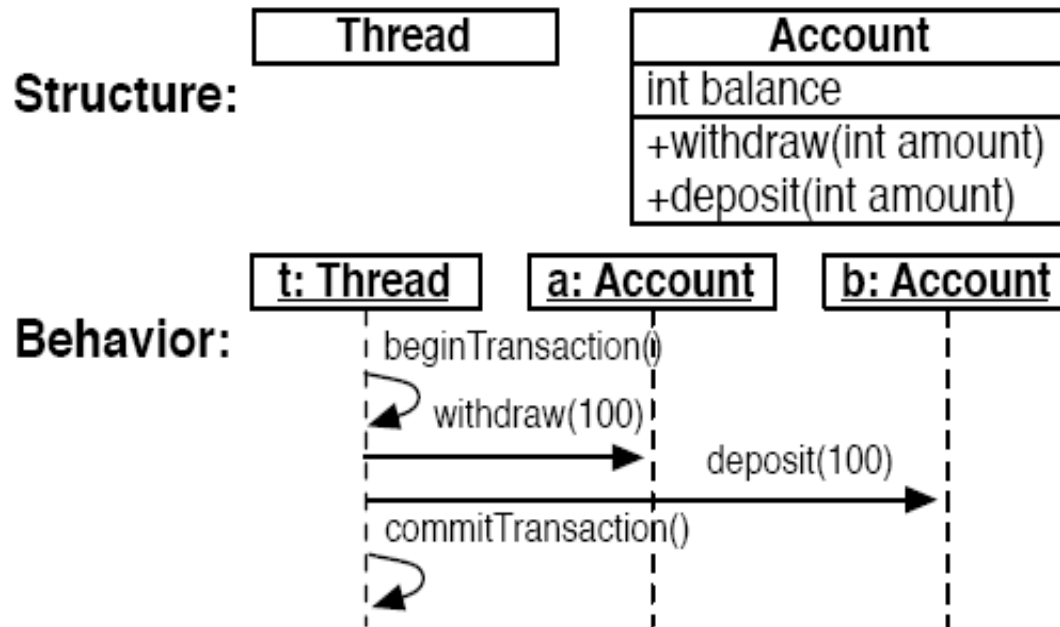 Structure:
Thread
Account
int balance
+withdraw(int amount)
+deposit(int amount)
Behavior:
t: Thread
a: Account
b: Account
beginTransaction()
withdraw(100)
deposit(100)
commitTransaction()